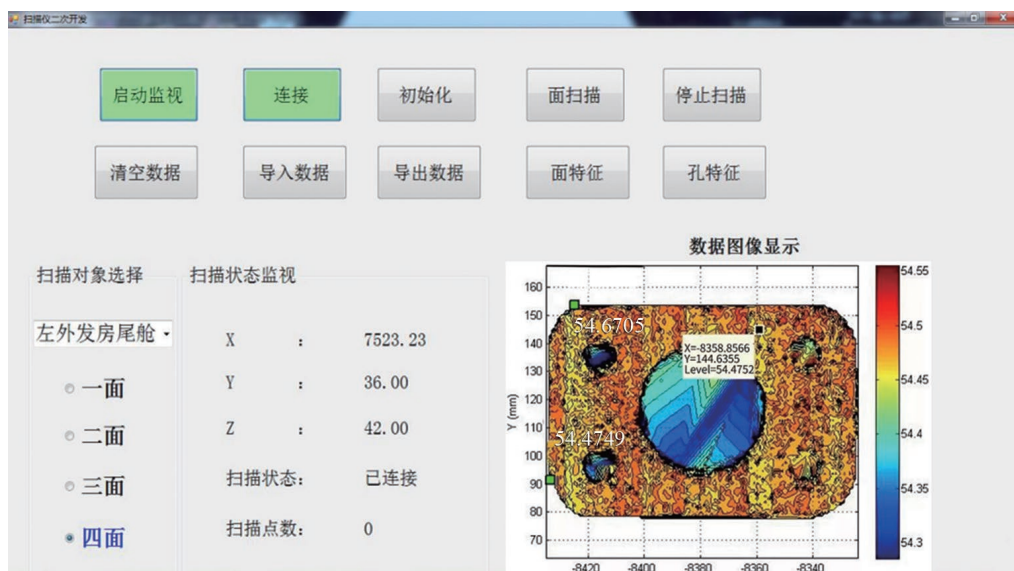 扫描仪二次开发
启动监视 连接 初始化 面扫描 停止扫描
清空数据 导入数据 导出数据 面特征 孔特征
数据图像显示
扫描对象选择
左外发房尾舱
一面
二面
三面
四面
扫描状态监视
X : 7523.23
Y : 36.00
Z : 42.00
扫描状态: 已连接
扫描点数: 0
Y (mm)
160
150
140
130
120
110
100
90
80
70
54.6705
X=-8358.8566
Y=144.6355
Level=54.4752
54.4749
-8420 -8400 -8380 -8360 -8340
54.55
54.5
54.45
54.4
54.35
54.3